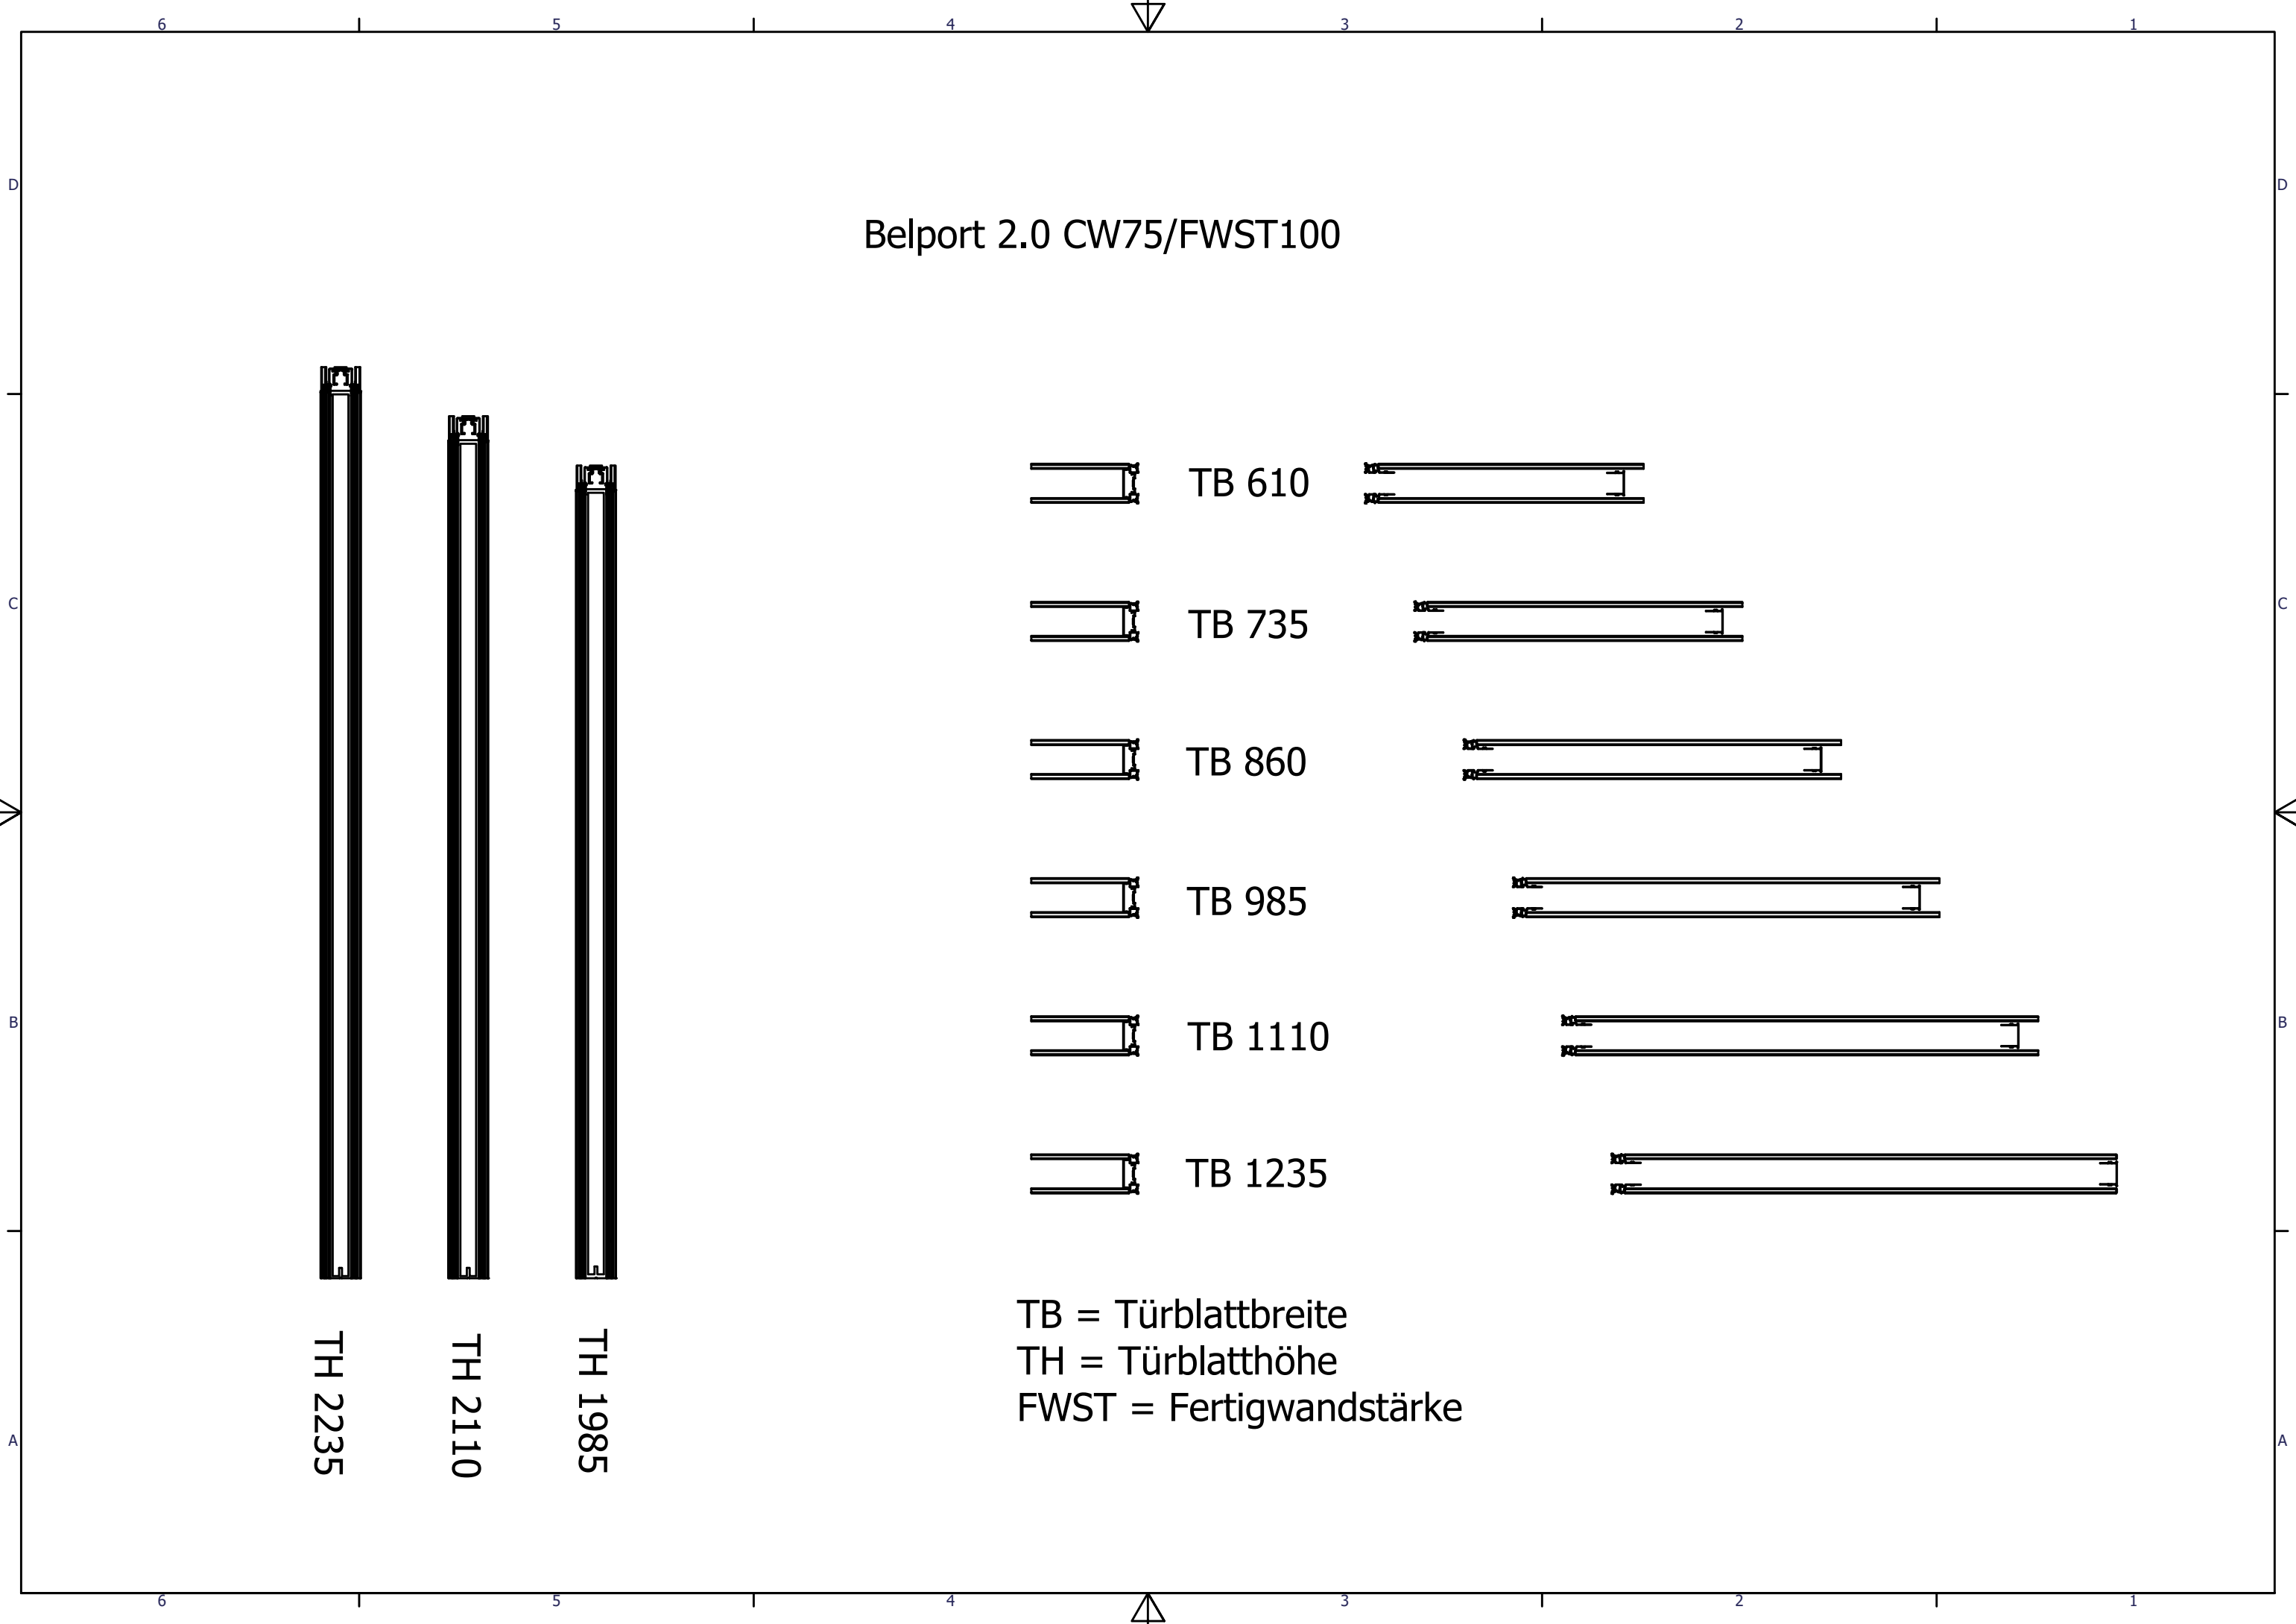 6 5 4 3 2 1
D D
Belport 2.0 CW75/FWST100
TB 610
TB 735
C C
TB 860
TB 985
TB 1110
B B
TB 1235
TB = Türblattbreite
TH = Türblatthöhe
FWST = Fertigwandstärke
TH 2235
TH 2110
TH 1985
A A
6 5 4 3 2 1